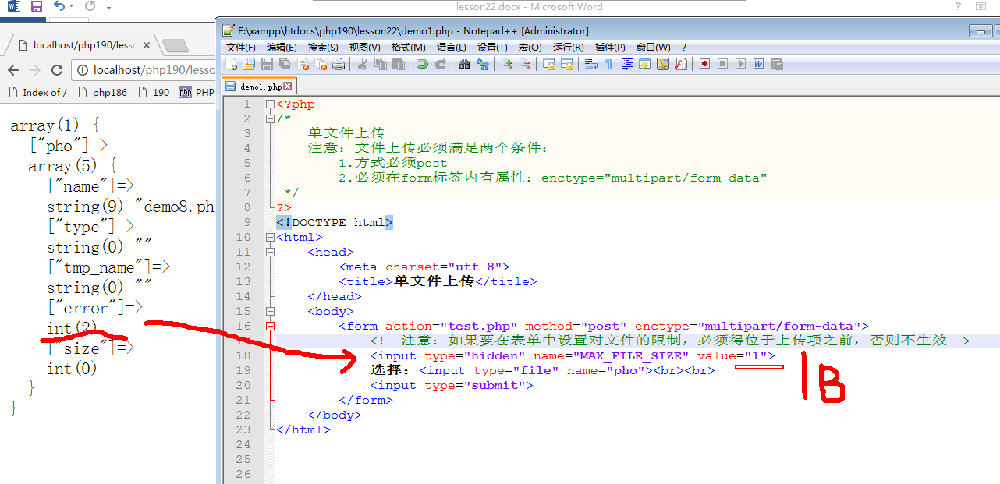 lesson22.docx - Microsoft Word
?
localhost/php190/lesso
localhost/php190/lesso
Index of /
php186
190
php PHP
array(1) {
["pho"]=>
array(5) {
["name"]=>
string(9) "demo8.ph
["type"]=>
string(0) ""
["tmp_name"]=>
string(0) ""
["error"]=>
int(2)
["size"]=>
int(0)
}
}
E:\xampp\htdocs\php190\lesson22\demo1.php - Notepad++ [Administrator]
文件(F) 编辑(E) 搜索(S) 视图(V) 格式(M) 语言(L) 设置(T) 宏(O) 运行(R) 插件(P) 窗口(W) ?
demo1.php
1 <?php
2 /*
3 单文件上传
4 注意：文件上传必须满足两个条件：
5 1.方式必须post
6 2.必须在form标签内有属性：enctype="multipart/form-data"
7 */
8 ?>
9 <!DOCTYPE html>
10 <html>
11 <head>
12 <meta charset="utf-8">
13 <title>单文件上传</title>
14 </head>
15 <body>
16 <form action="test.php" method="post" enctype="multipart/form-data">
17 <!--注意：如果要在表单中设置对文件的限制，必须得位于上传项之前，否则不生效-->
18 <input type="hidden" name="MAX_FILE_SIZE" value="1">
19 选择：<input type="file" name="pho"><br><br>
20 <input type="submit">
21 </form>
22 </body>
23 </html>
24
25
26
1B